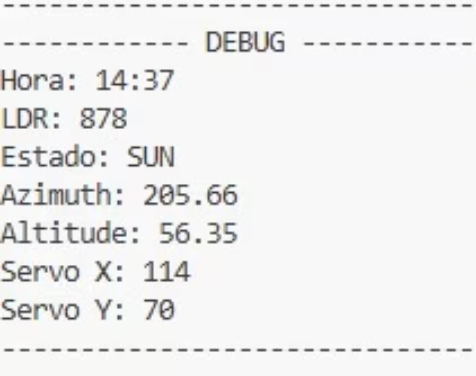 ------------------------------
------------ DEBUG -----------
Hora: 14:37
LDR: 878
Estado: SUN
Azimuth: 205.66
Altitude: 56.35
Servo X: 114
Servo Y: 70
------------------------------